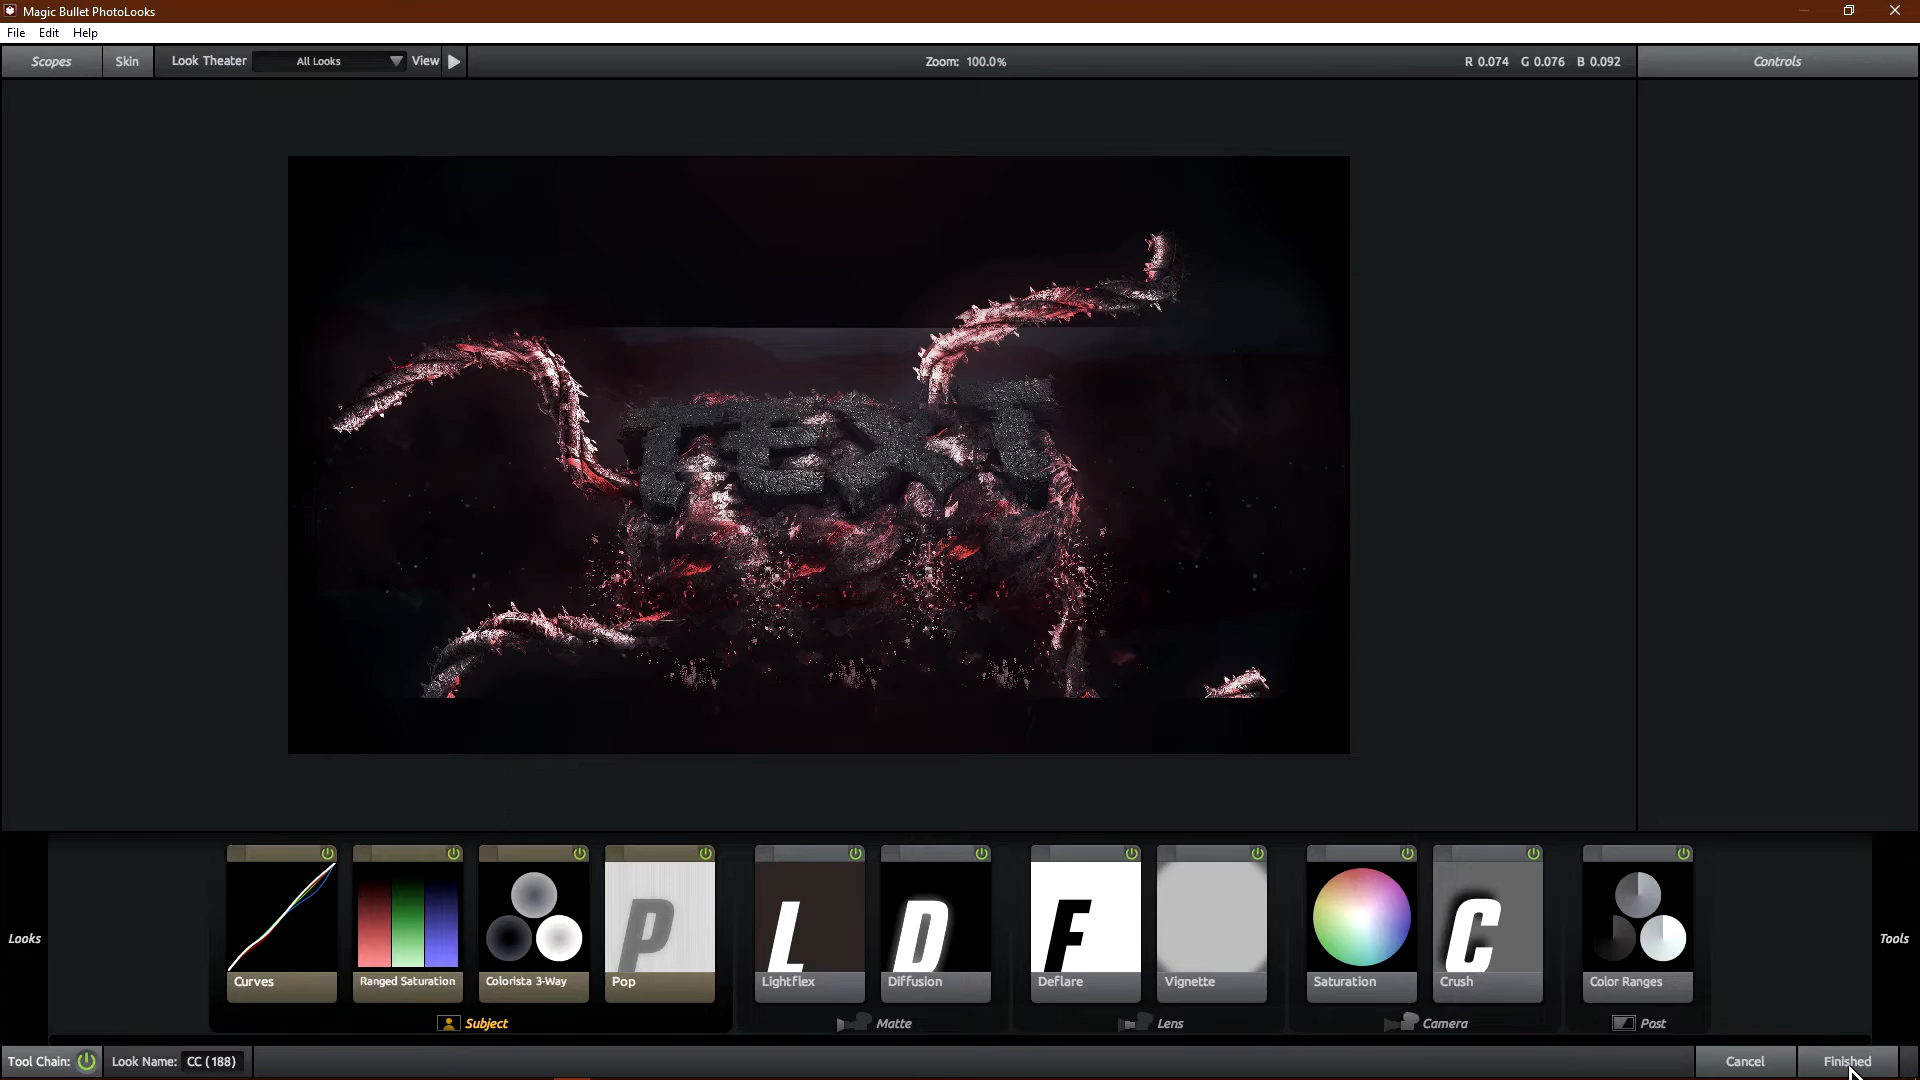 Magic Bullet PhotoLooks
File Edit Help
Scopes Skin Look Theater All Looks View Zoom: 100.0% R 0.074 G 0.076 B 0.092 Controls
TEXT
P L D F C
Curves Ranged Saturation Colorista 3-Way Pop Lightflex Diffusion Deflare Vignette Saturation Crush Color Ranges
Looks Tools
Subject Matte Lens Camera Post
Tool Chain: Look Name: CC (188) Cancel Finished